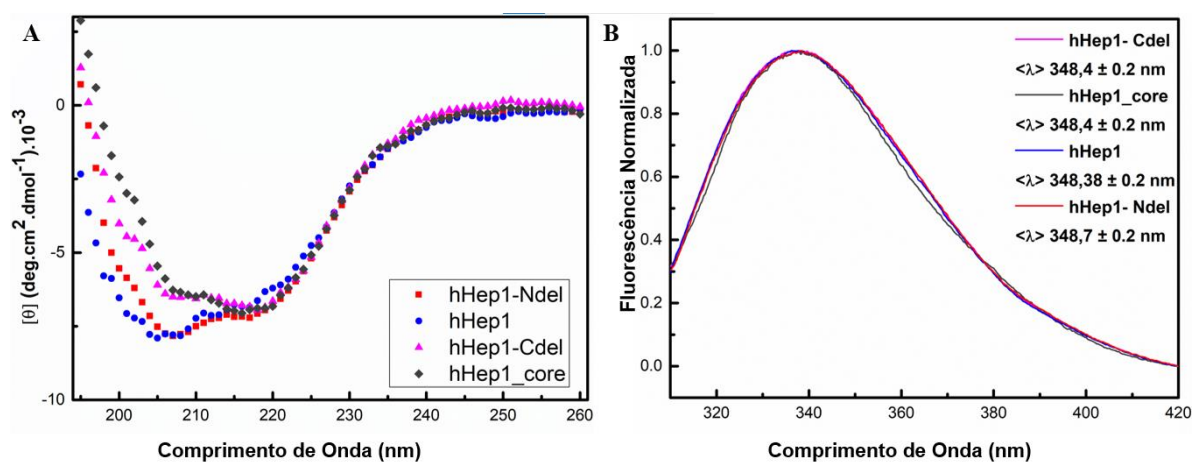 A
0
-5
-10
[θ] (deg.cm² .dmol⁻¹).10⁻³
200 210 220 230 240 250 260
Comprimento de Onda (nm)
hHep1-Ndel
hHep1
hHep1-Cdel
hHep1_core
B
1.0
0.8
0.6
0.4
0.2
0.0
Fluorescência Normalizada
320 340 360 380 400 420
Comprimento de Onda (nm)
hHep1- Cdel
<λ> 348,4 ± 0.2 nm
hHep1_core
<λ> 348,4 ± 0.2 nm
hHep1
<λ> 348,38 ± 0.2 nm
hHep1- Ndel
<λ> 348,7 ± 0.2 nm